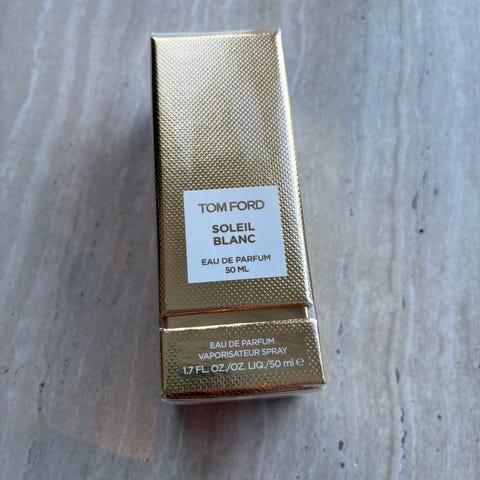 TOM FORD
SOLEIL
BLANC
EAU DE PARFUM
50 ML
EAU DE PARFUM
VAPORISATEUR SPRAY
1.7 FL. OZ./OZ. LIQ./50 ml ℮